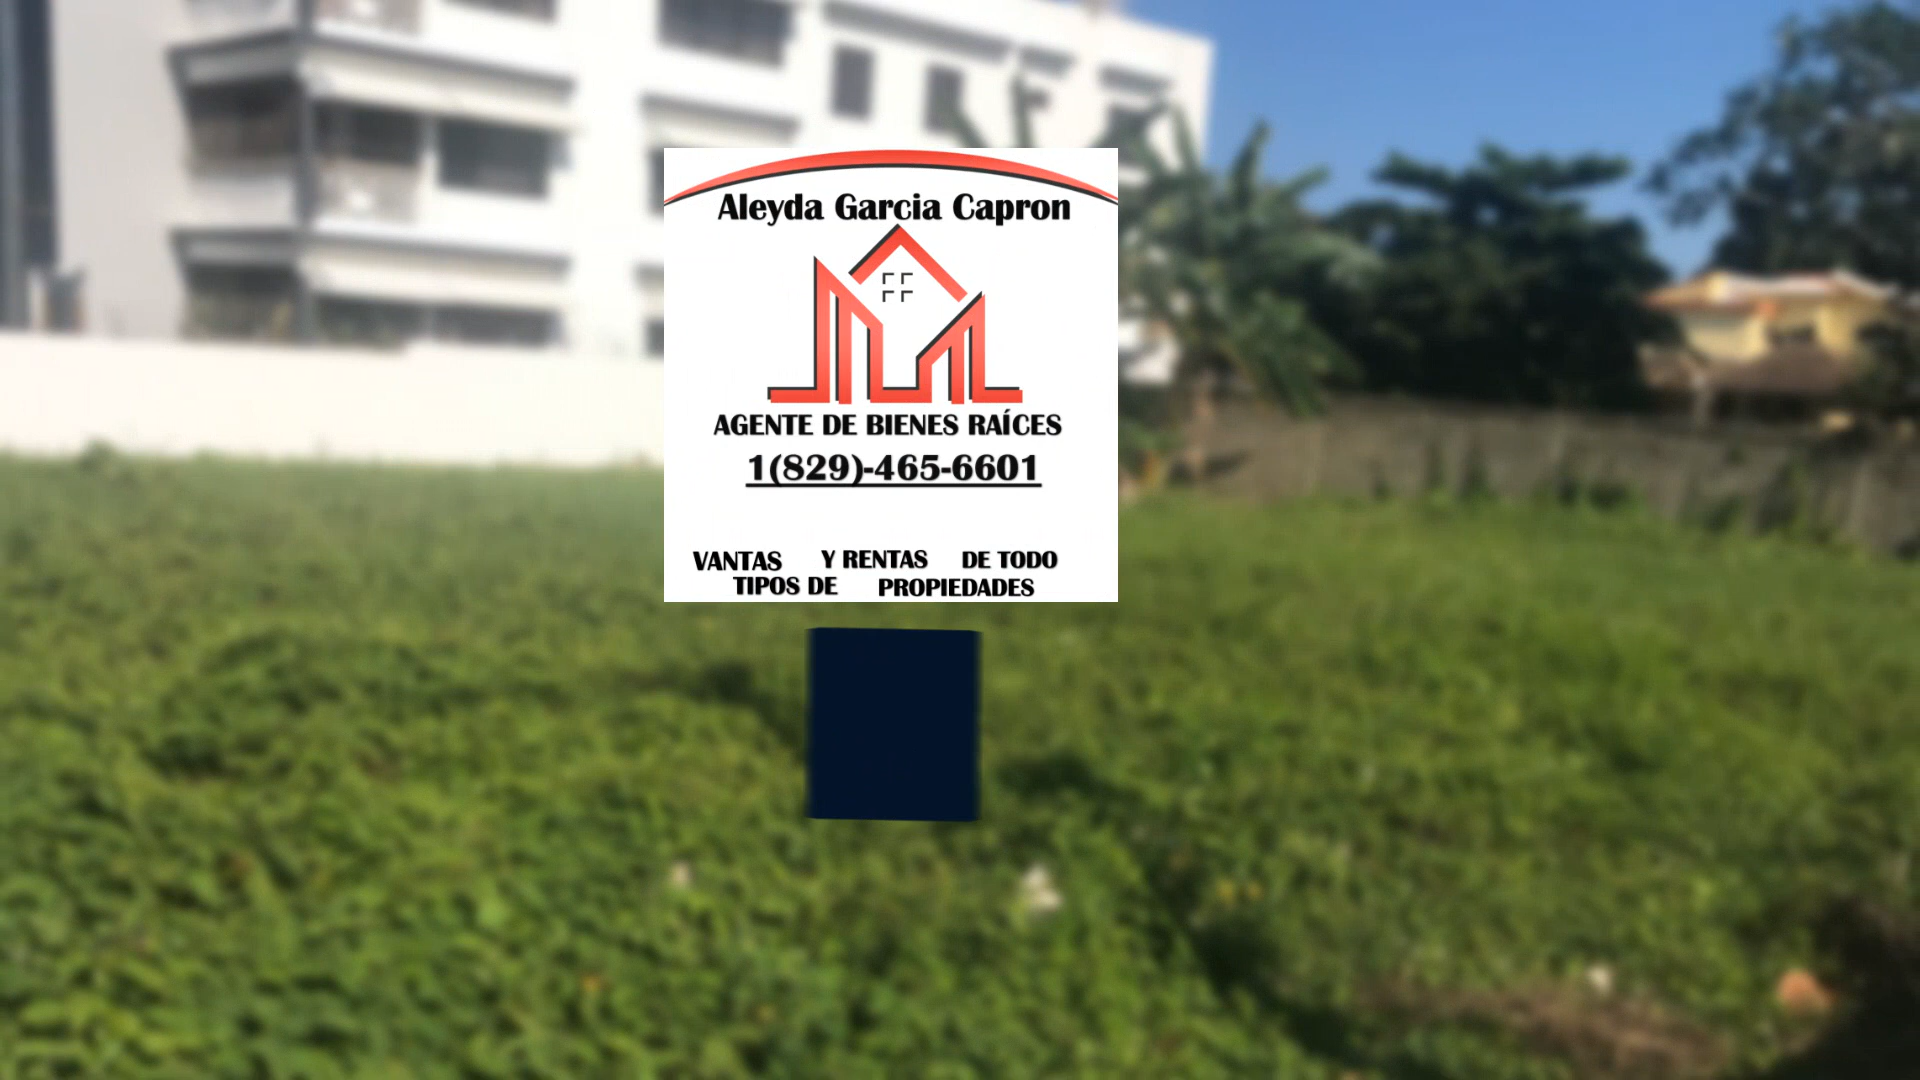 Aleyda Garcia Capron
AGENTE DE BIENES RAÍCES
1(829)-465-6601
VANTAS Y RENTAS DE TODO
TIPOS DE PROPIEDADES